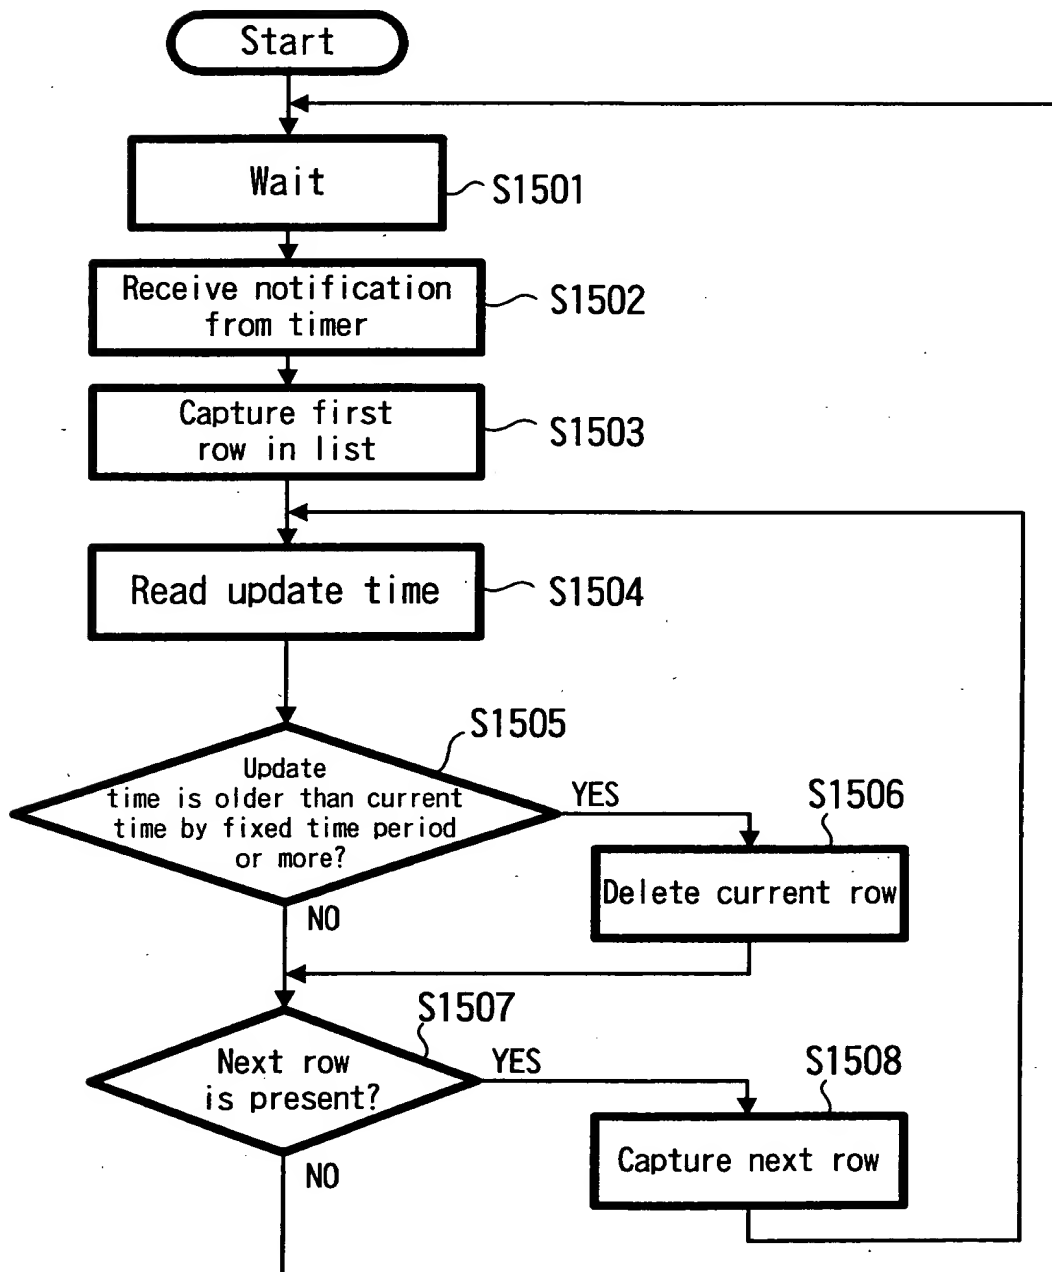 Start
Wait
S1501
Receive notification
from timer
S1502
Capture first
row in list
S1503
Read update time
S1504
S1505
Update
time is older than current
time by fixed time period
or more?
YES
S1506
Delete current row
NO
S1507
Next row
is present?
YES
S1508
Capture next row
NO